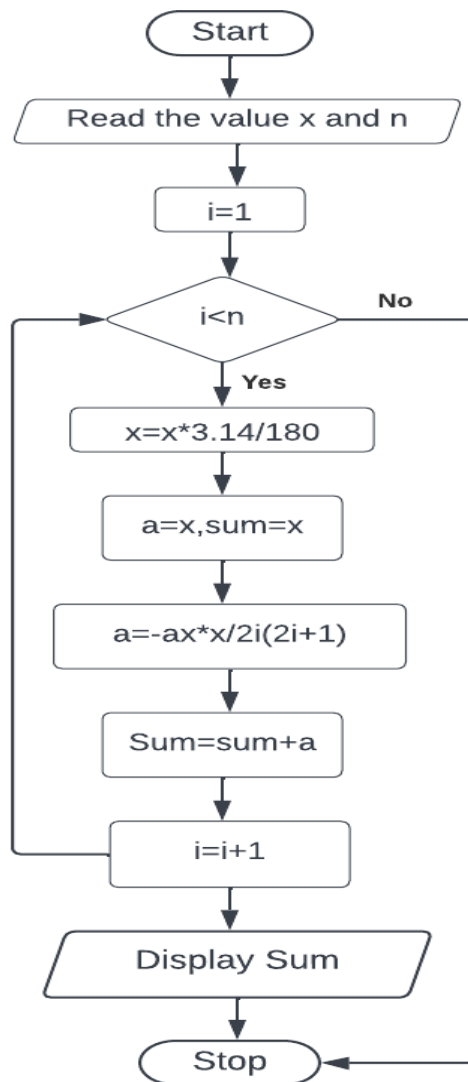 Start
Read the value x and n
i=1
i<n
No
Yes
x=x*3.14/180
a=x,sum=x
a=-ax*x/2i(2i+1)
Sum=sum+a
i=i+1
Display Sum
Stop